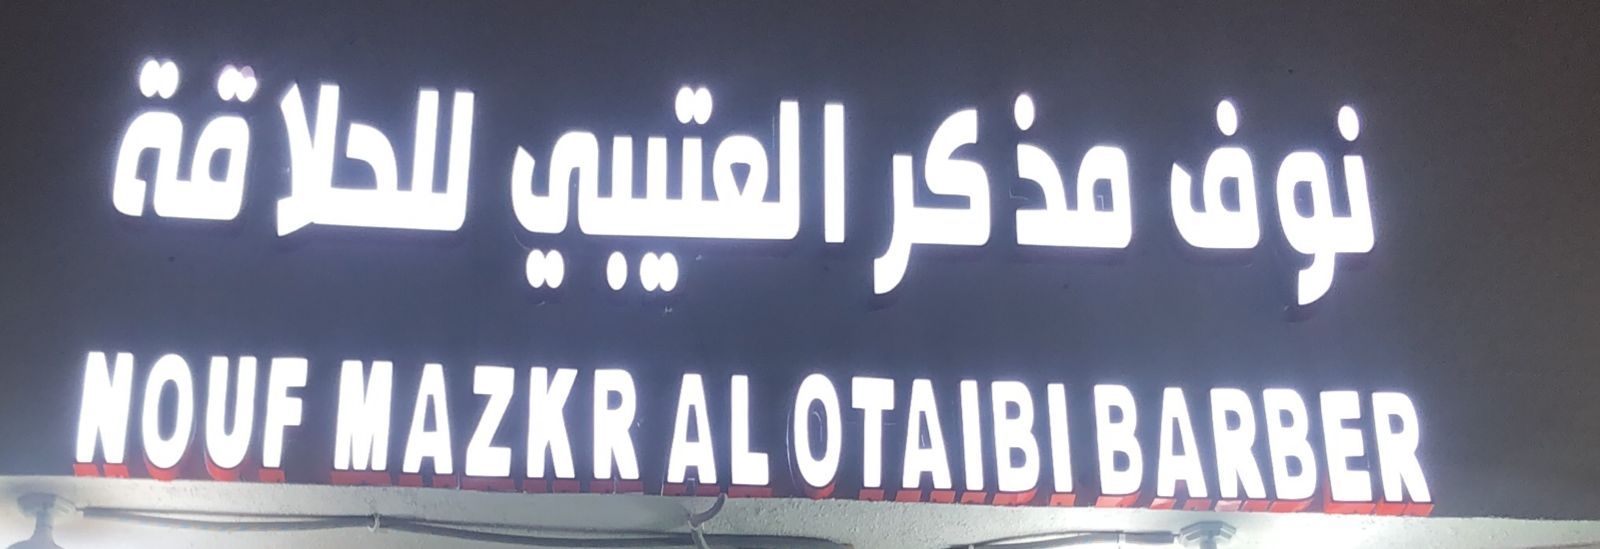 نوف مذكر العتيبي للحلاقة
NOUF MAZKR AL OTAIBI BARBER